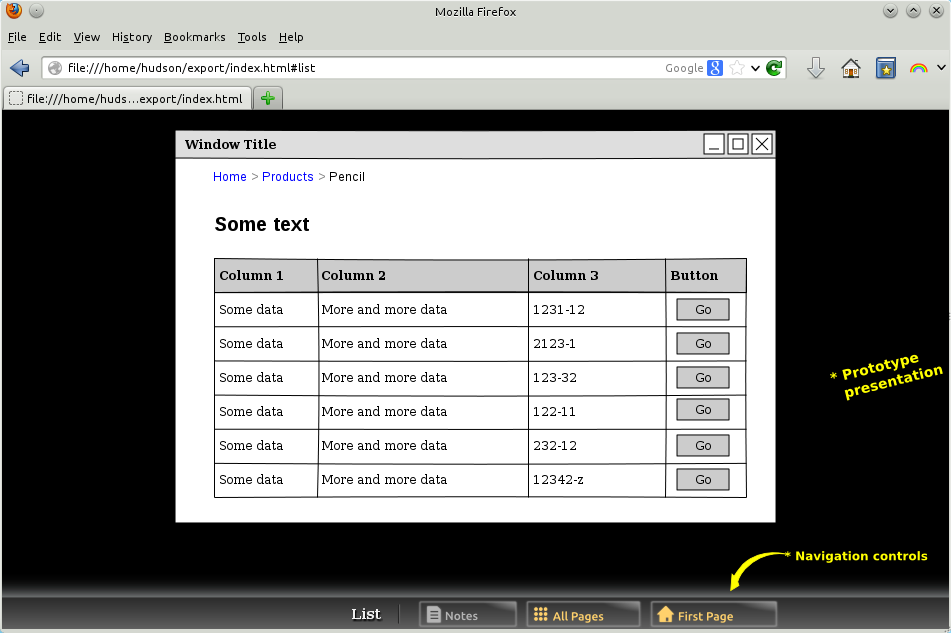 Mozilla Firefox
File Edit View History Bookmarks Tools Help
file:///home/hudson/export/index.html#list Google 8
file:///home/huds...export/index.html
Window Title
Home > Products > Pencil
Some text
Column 1 Column 2 Column 3 Button
Some data More and more data 1231-12 Go
Some data More and more data 2123-1 Go
Some data More and more data 123-32 Go
Some data More and more data 122-11 Go
Some data More and more data 232-12 Go
Some data More and more data 12342-z Go
* Prototype
presentation
* Navigation controls
List Notes All Pages First Page